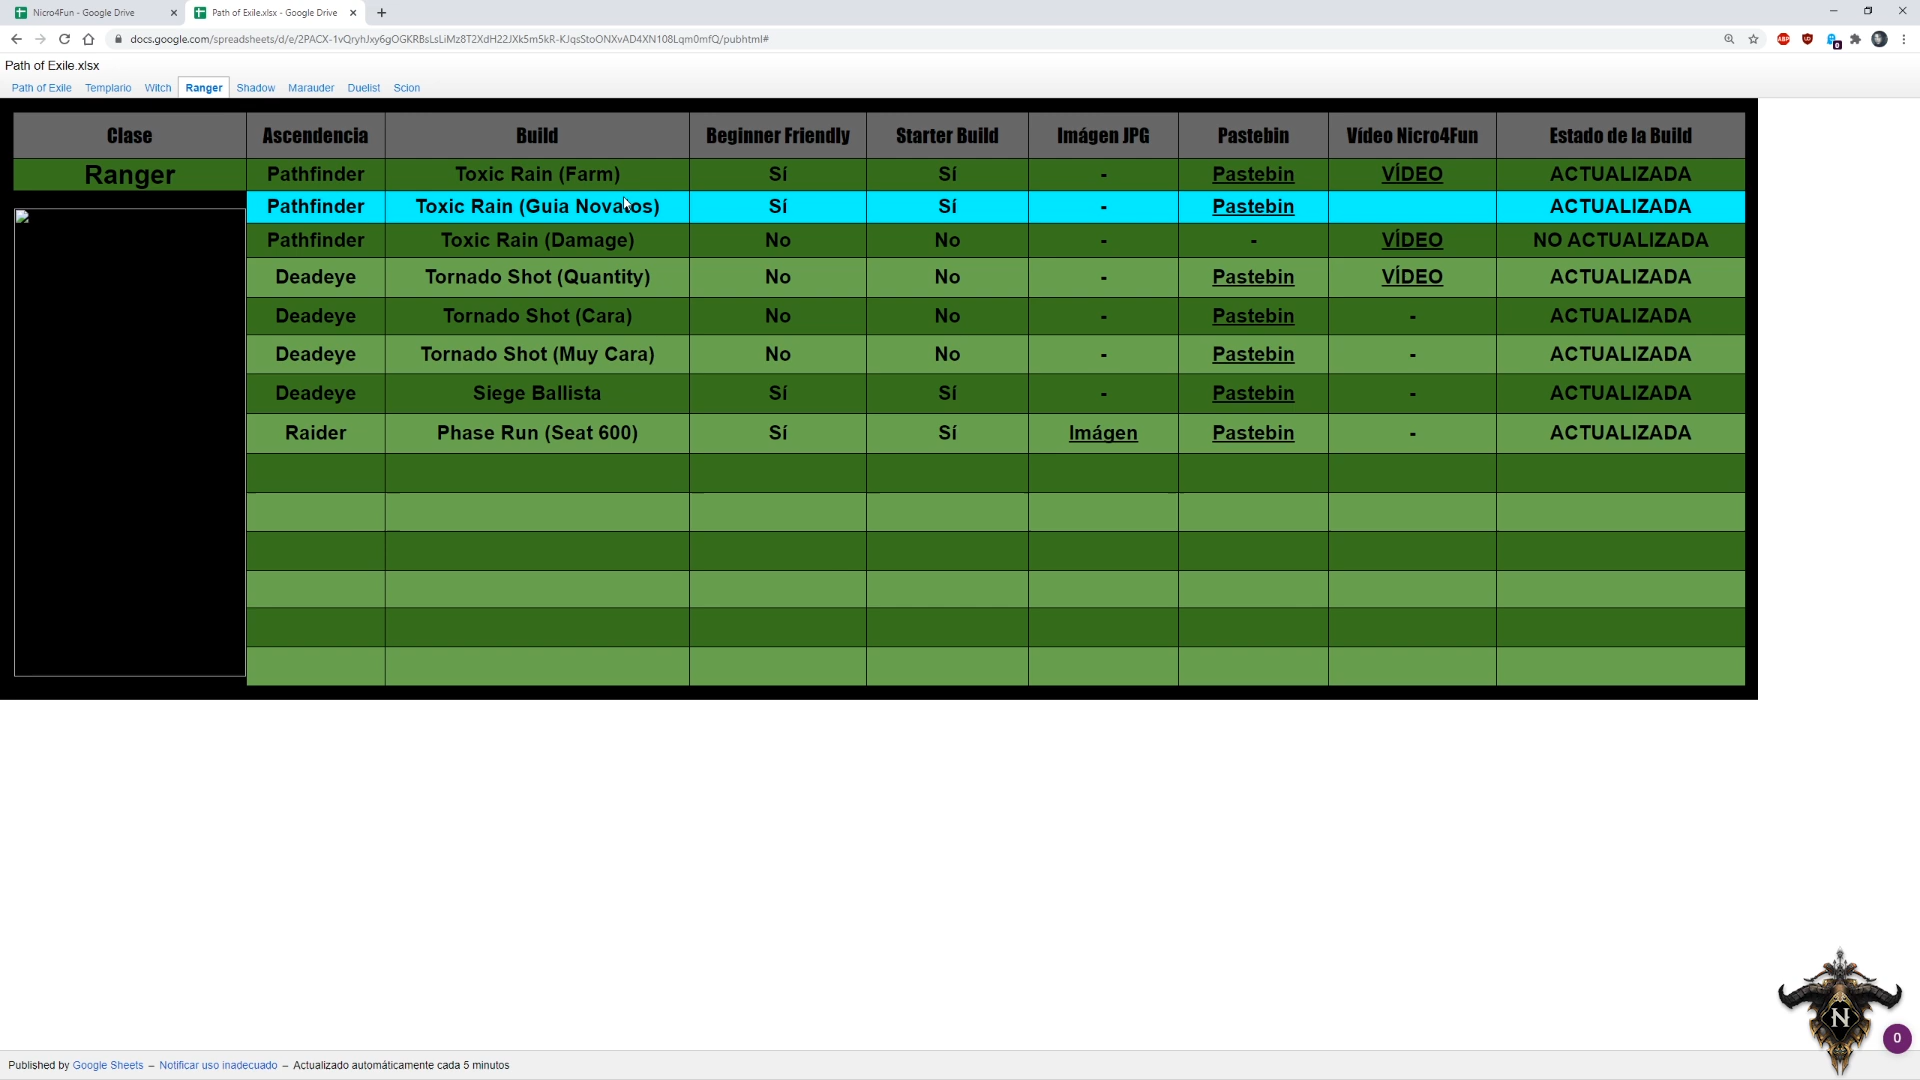 Nicro4Fun - Google Drive
Path of Exile.xlsx - Google Drive
docs.google.com/spreadsheets/d/e/2PACX-1vQryhJxy6gOGKRBsLsLiMz8T2XdH22JXk5m5kR-KJqsStoONXvAD4XN108Lqm0mfQ/pubhtml#
ABP
0
Path of Exile.xlsx
Path of Exile Templario Witch Ranger Shadow Marauder Duelist Scion
Clase Ascendencia Build Beginner Friendly Starter Build Imágen JPG Pastebin Vídeo Nicro4Fun Estado de la Build
Ranger Pathfinder Toxic Rain (Farm) Sí Sí - Pastebin VÍDEO ACTUALIZADA
Pathfinder Toxic Rain (Guia Novatos) Sí Sí - Pastebin ACTUALIZADA
Pathfinder Toxic Rain (Damage) No No - - VÍDEO NO ACTUALIZADA
Deadeye Tornado Shot (Quantity) No No - Pastebin VÍDEO ACTUALIZADA
Deadeye Tornado Shot (Cara) No No - Pastebin - ACTUALIZADA
Deadeye Tornado Shot (Muy Cara) No No - Pastebin - ACTUALIZADA
Deadeye Siege Ballista Sí Sí - Pastebin - ACTUALIZADA
Raider Phase Run (Seat 600) Sí Sí Imágen Pastebin - ACTUALIZADA
N
0
Published by Google Sheets – Notificar uso inadecuado – Actualizado automáticamente cada 5 minutos